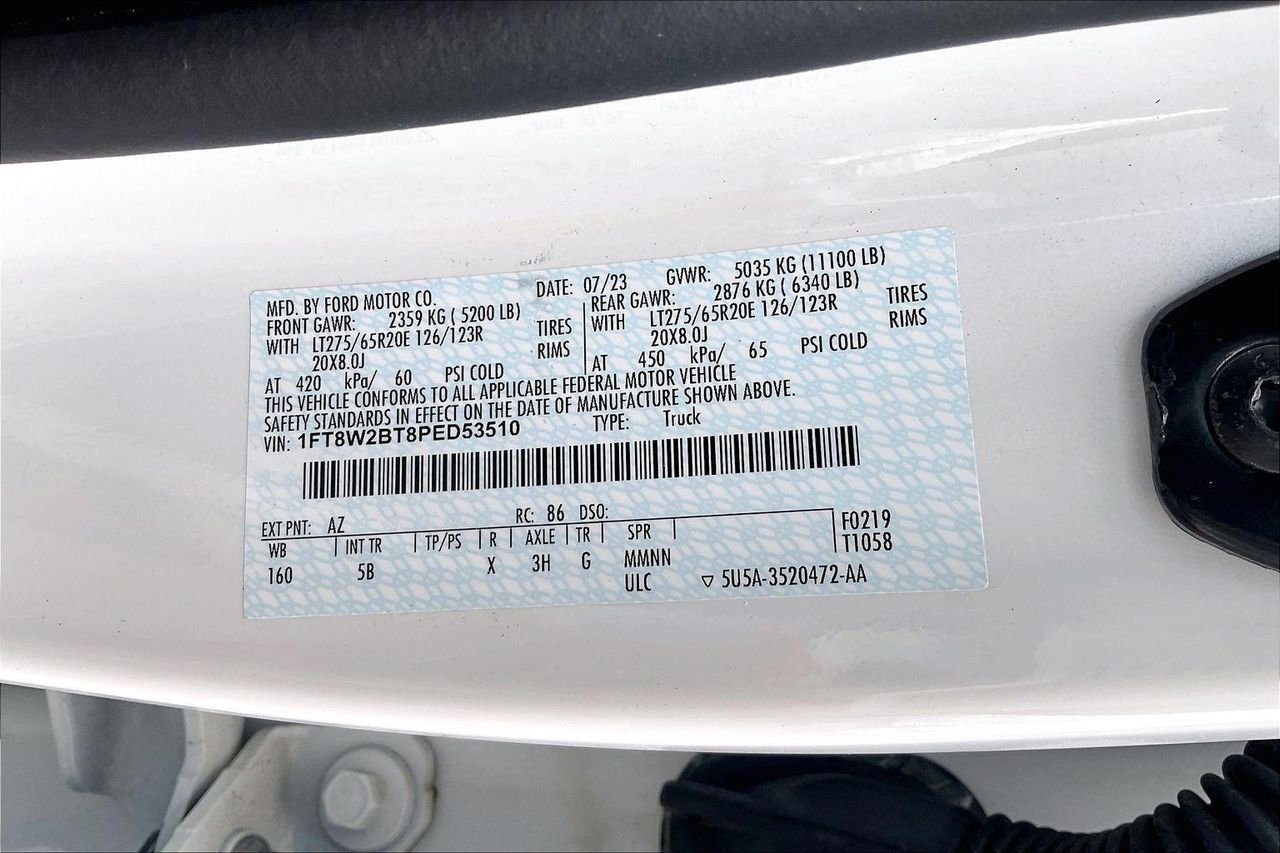 MFD. BY FORD MOTOR CO. DATE: 07/23 GVWR: 5035 KG (11100 LB)
FRONT GAWR: 2359 KG ( 5200 LB) REAR GAWR: 2876 KG ( 6340 LB)
WITH LT275/65R20E 126/123R TIRES WITH LT275/65R20E 126/123R TIRES
20X8.0J RIMS 20X8.0J RIMS
AT 420 kPa/ 60 PSI COLD AT 450 kPa/ 65 PSI COLD
THIS VEHICLE CONFORMS TO ALL APPLICABLE FEDERAL MOTOR VEHICLE
SAFETY STANDARDS IN EFFECT ON THE DATE OF MANUFACTURE SHOWN ABOVE.
VIN: 1FT8W2BT8PED53510 TYPE: Truck
EXT PNT: AZ RC: 86 DSO:
WB INT TR TP/PS R AXLE TR SPR F0219
160 5B X 3H G MMNN T1058
ULC ▽ 5U5A-3520472-AA